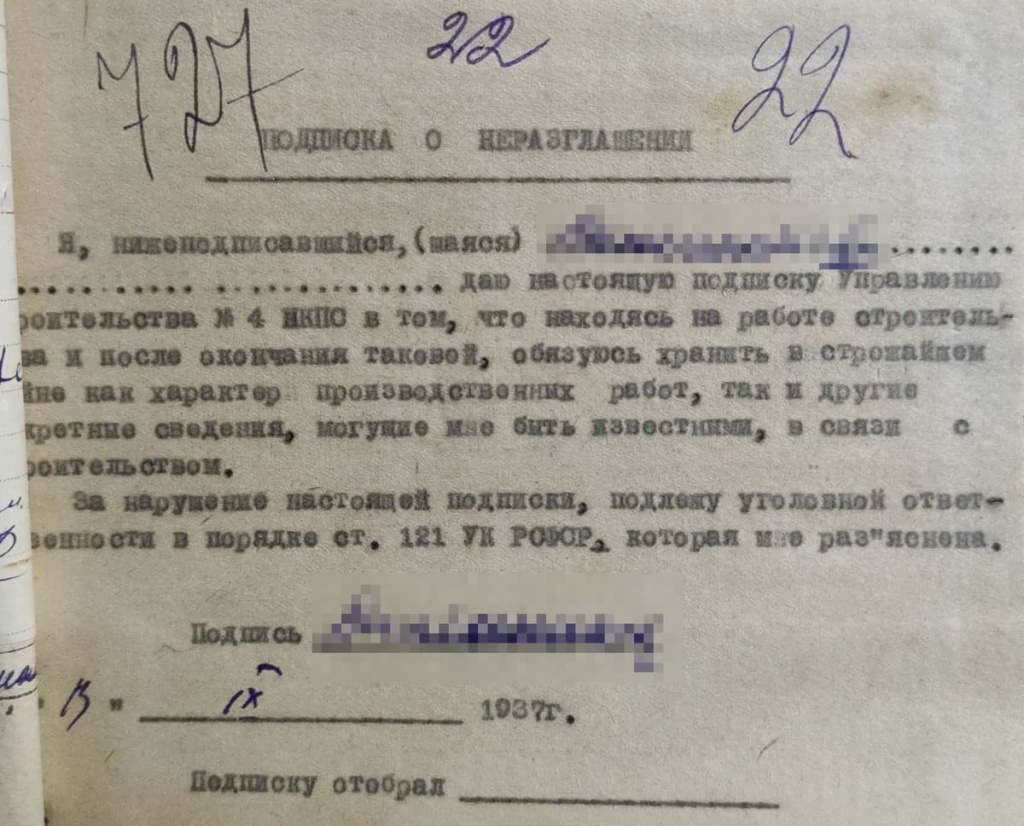 727 22 22
ПОДПИСКА О НЕРАЗГЛАШЕНИИ
Я, нижеподписавшийся,(шаяся) ..........
................ даю настоящую подписку Управлению
роительства № 4 НКПС в том, что находясь на работе строитель-
ва и после окончания таковой, обязуюсь хранить в строжайшем
йне как характер производственных работ, так и другие
кретные сведения, могущие мне быть известными, в связи с
роительством.
За нарушение настоящей подписки, подлежу уголовной ответ-
венности в порядке ст. 121 УК РСФСР, которая мне раз"яснена.
Подпись
" IX 1937г.
Подписку отобрал